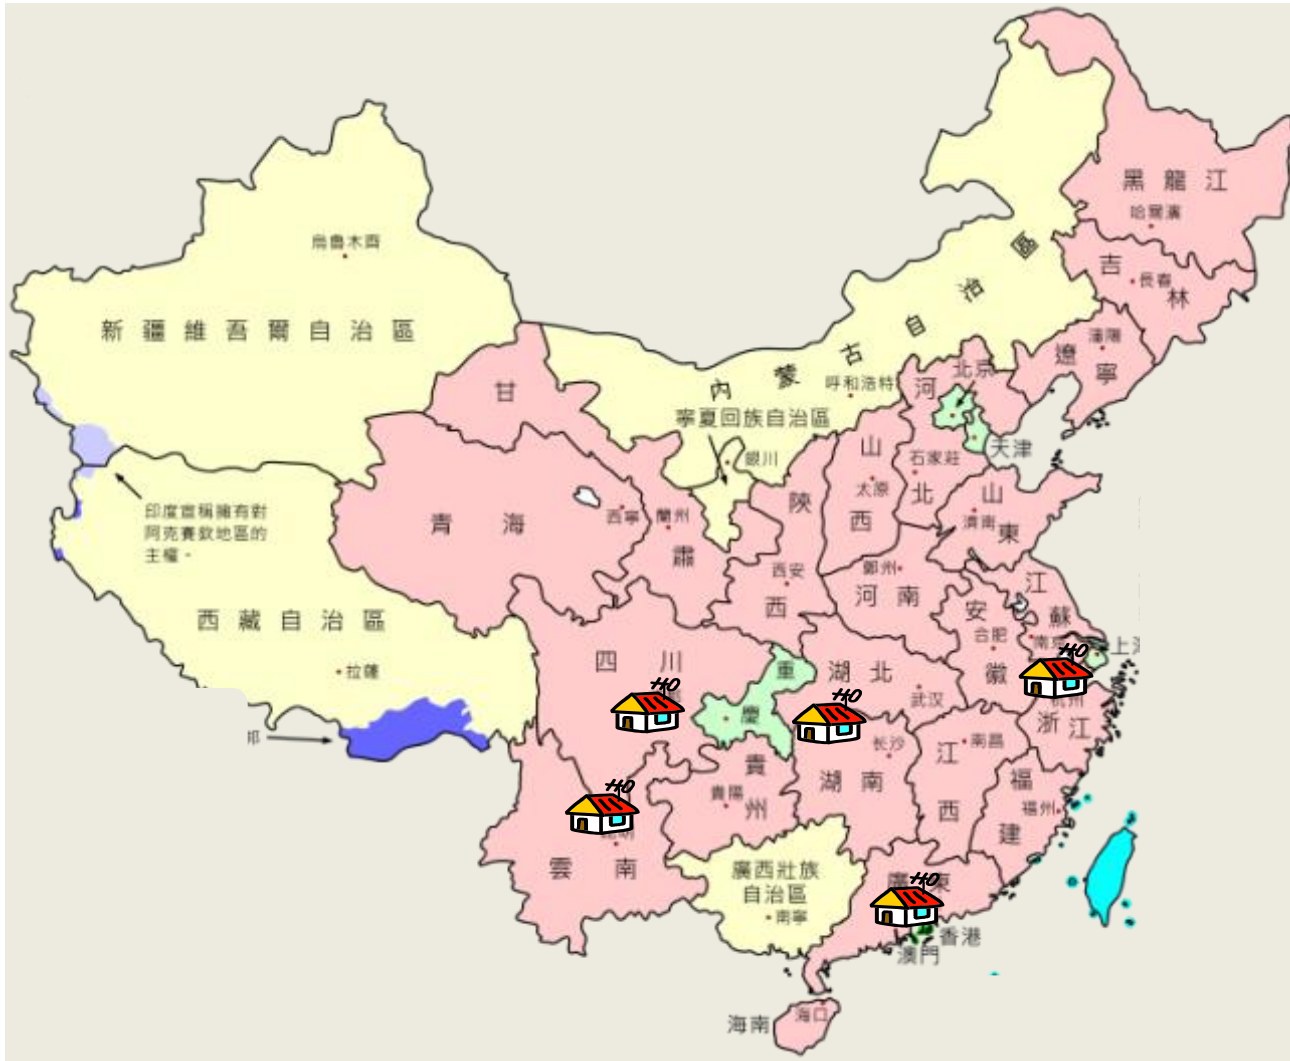 黑龍江
哈爾濱
吉林
長春
遼寧
瀋陽
內蒙古自治區
呼和浩特
烏魯木齊
新疆維吾爾自治區
甘肅
蘭州
寧夏回族自治區
銀川
北京
天津
河北
石家莊
山西
太原
山東
濟南
陝西
西安
青海
西寧
印度宣稱擁有對
阿克賽欽地區的
主權。
河南
鄭州
江蘇
南京
安徽
合肥
上
西藏自治區
拉薩
四川
重慶
湖北
武汉
杭州
浙江
邦
长沙
湖南
江西
南昌
貴州
貴陽
福建
福州
雲南
廣西壯族
自治區
南寧
廣東
香港
澳門
海南
海口
HO
HO
HO
HO
HO